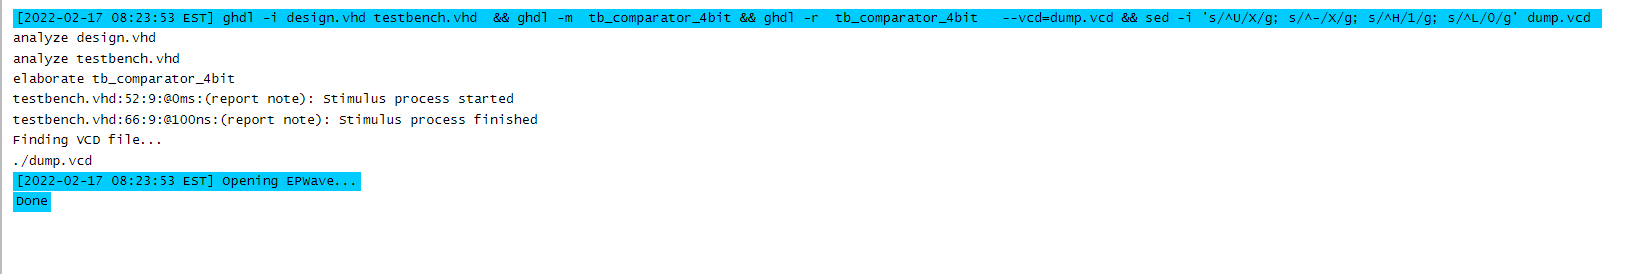 [2022-02-17 08:23:53 EST] ghdl -i design.vhd testbench.vhd  && ghdl -m  tb_comparator_4bit && ghdl -r  tb_comparator_4bit   --vcd=dump.vcd && sed -i 's/^U/X/g; s/^-/X/g; s/^H/1/g; s/^L/0/g' dump.vcd
analyze design.vhd
analyze testbench.vhd
elaborate tb_comparator_4bit
testbench.vhd:52:9:@0ms:(report note): Stimulus process started
testbench.vhd:66:9:@100ns:(report note): Stimulus process finished
Finding VCD file...
./dump.vcd
[2022-02-17 08:23:53 EST] Opening EPWave...
Done